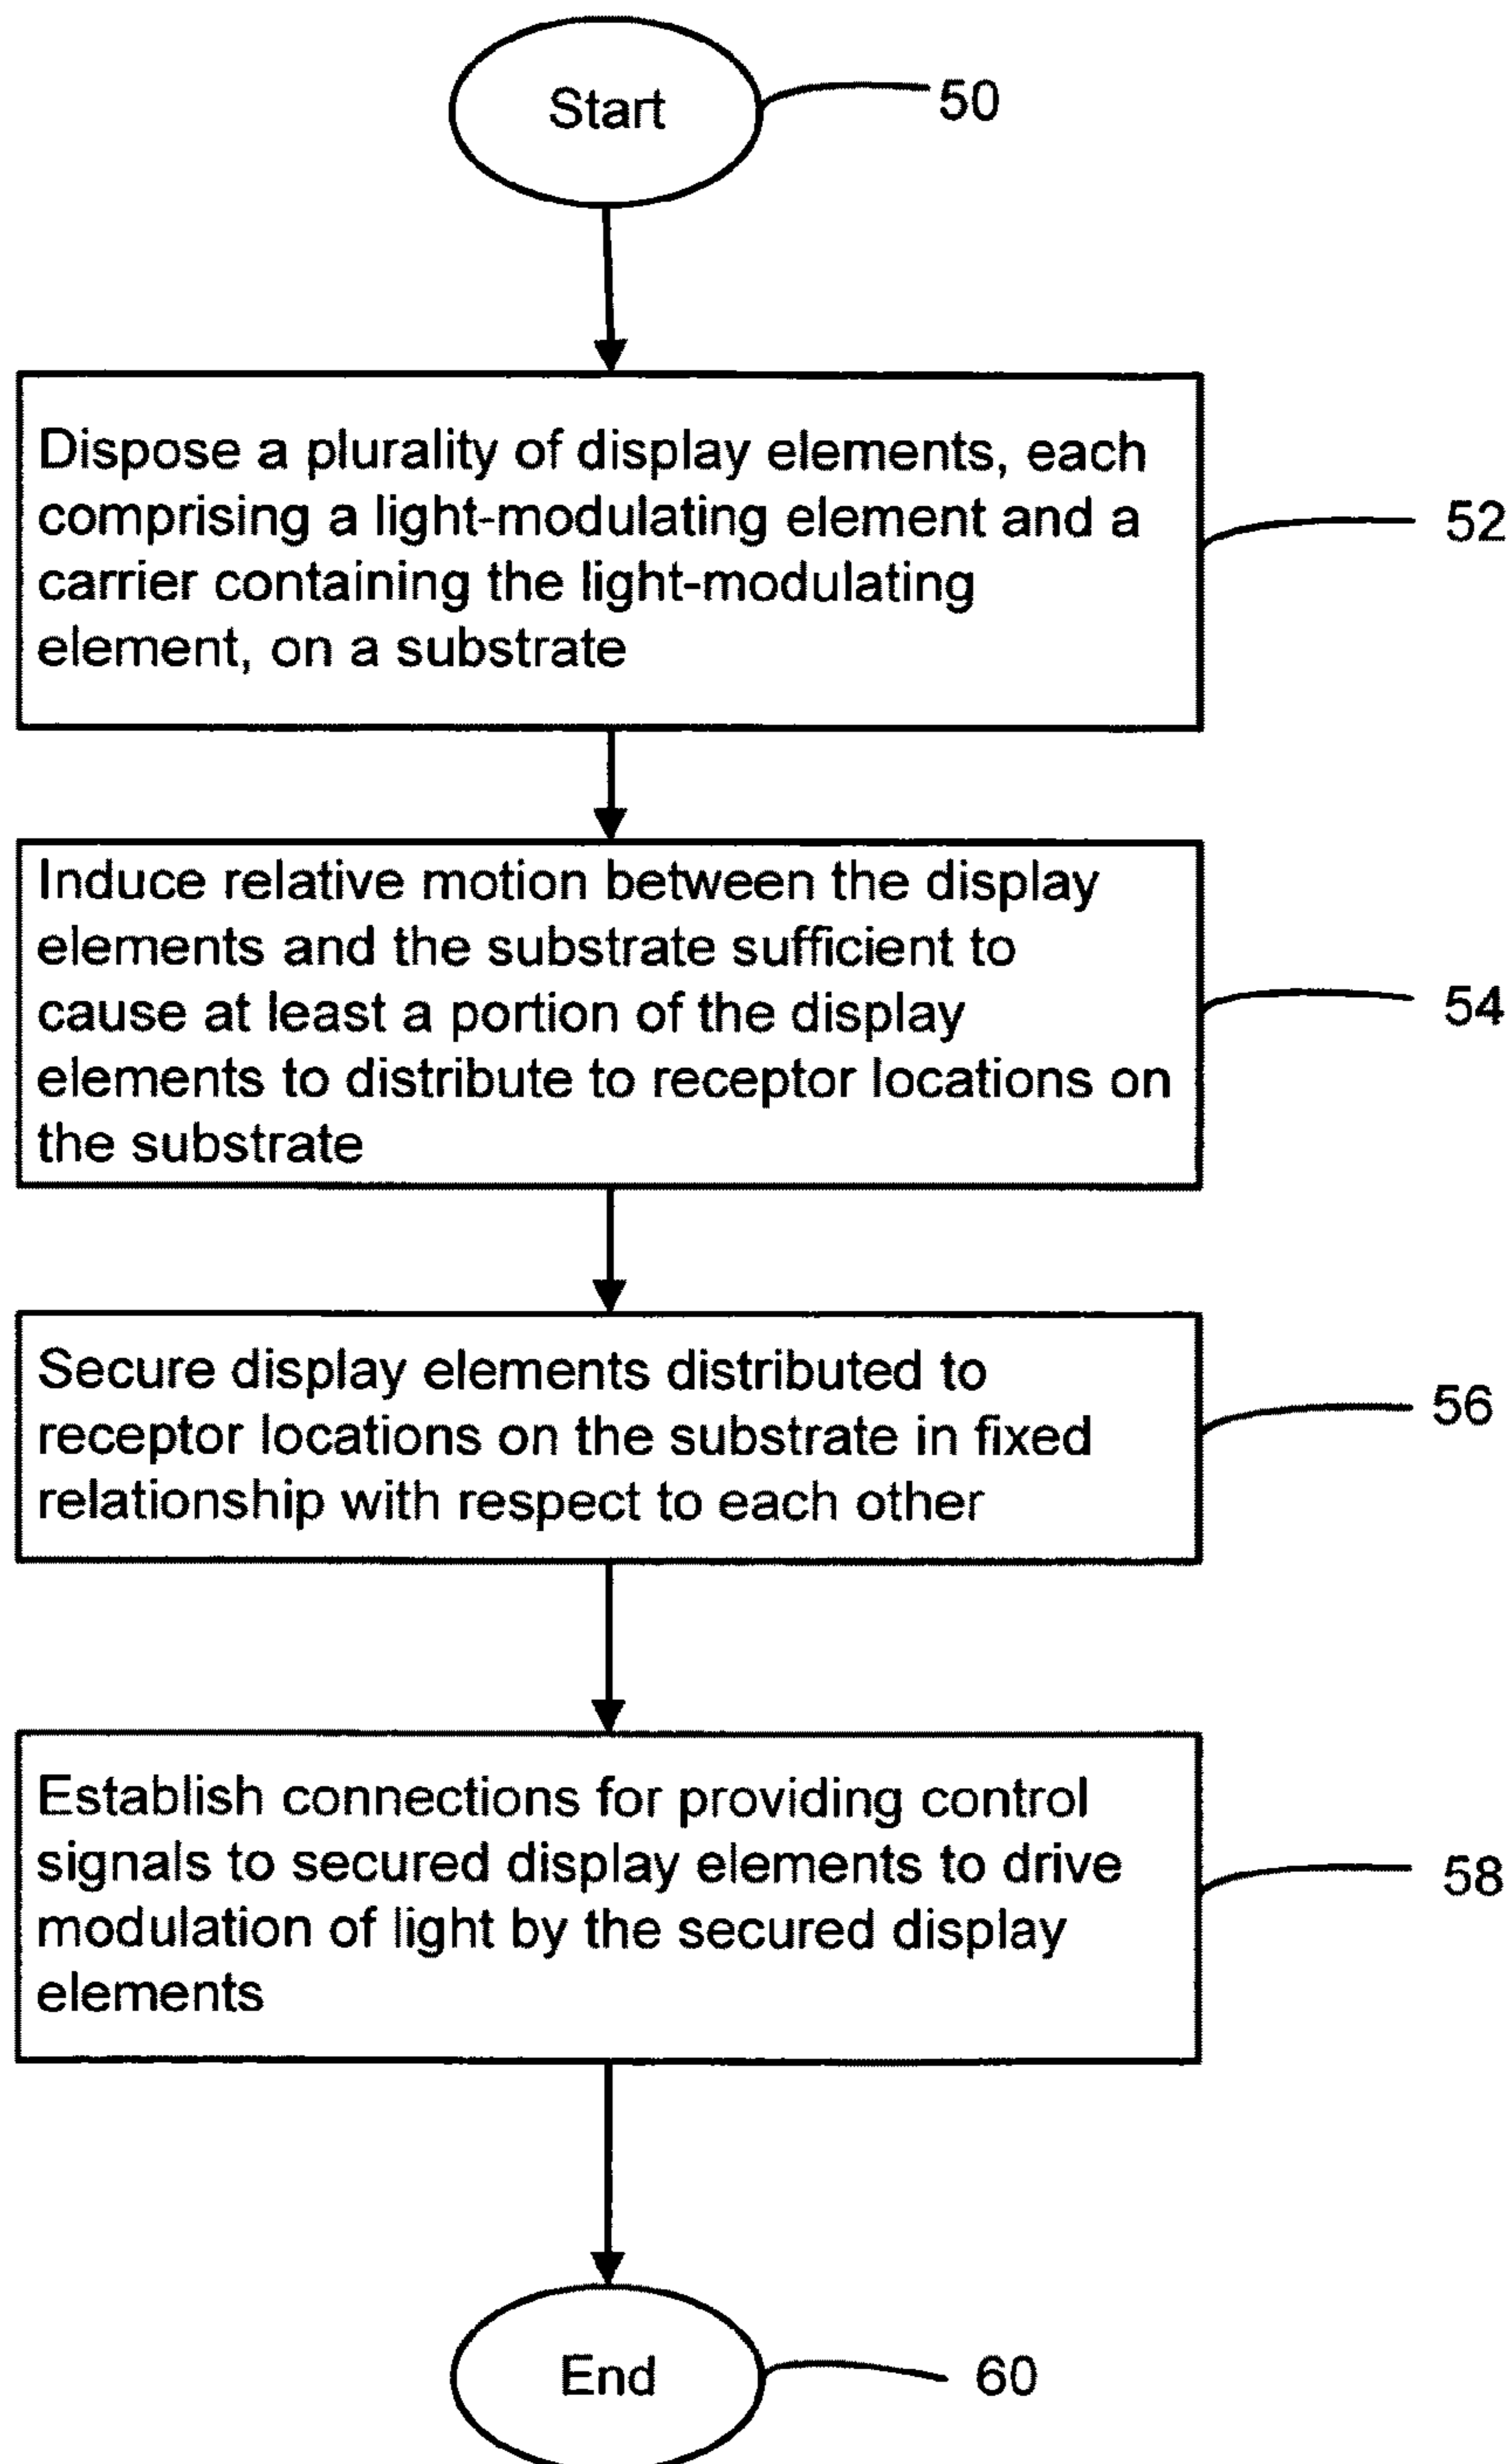 Start
50
Dispose a plurality of display elements, each
comprising a light-modulating element and a
carrier containing the light-modulating
element, on a substrate
52
Induce relative motion between the display
elements and the substrate sufficient to
cause at least a portion of the display
elements to distribute to receptor locations on
the substrate
54
Secure display elements distributed to
receptor locations on the substrate in fixed
relationship with respect to each other
56
Establish connections for providing control
signals to secured display elements to drive
modulation of light by the secured display
elements
58
End
60